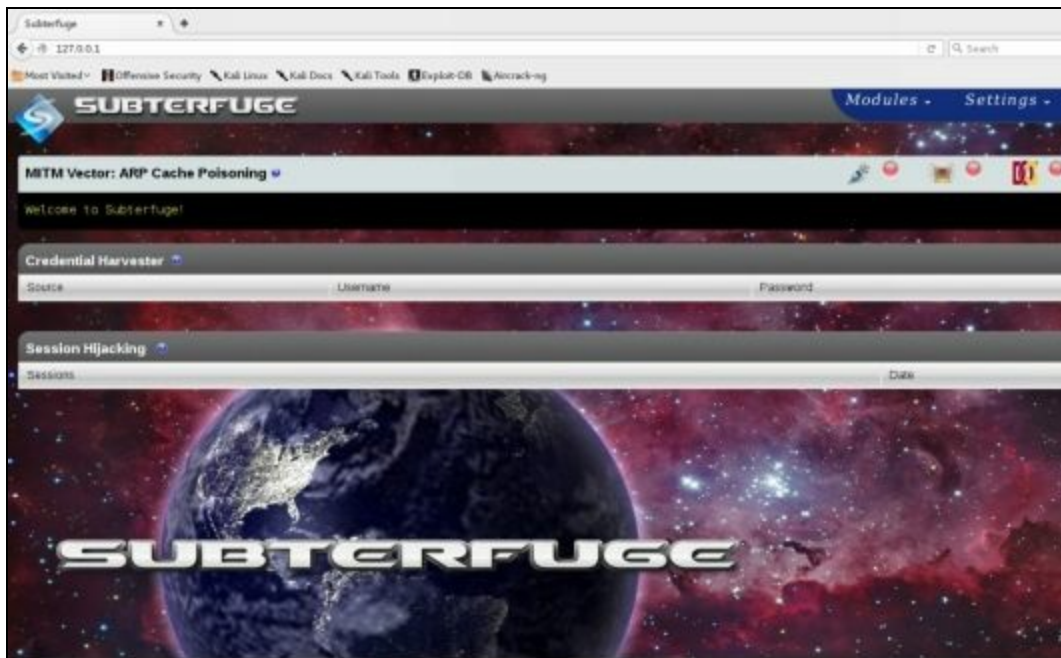 Subterfuge
127.0.0.1
Search
Most Visited Offensive Security Kali Linux Kali Docs Kali Tools Exploit-DB Aircrack-ng
SUBTERFUGE
Modules Settings
MITM Vector: ARP Cache Poisoning
Welcome to Subterfuge!
Credential Harvester
Source Username Password
Session Hijacking
Sessions Date
SUBTERFUGE